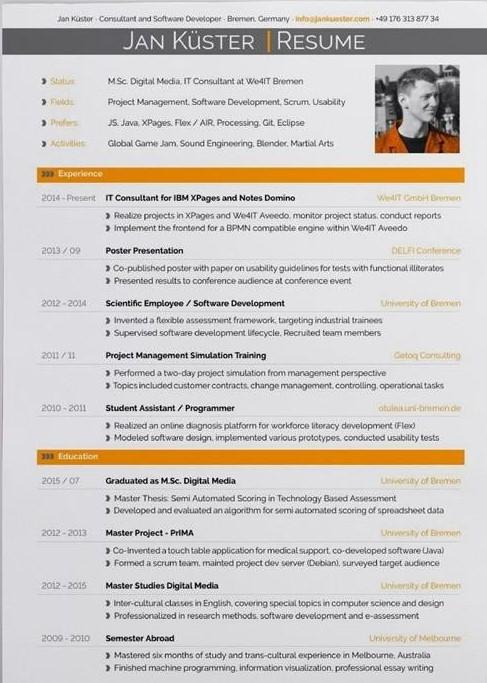 Jan Küster · Consultant and Software Developer · Bremen, Germany · info@jankuester.com · +49 176 313 877 34
JAN KÜSTER | RESUME
Status: M.Sc. Digital Media, IT Consultant at We4IT Bremen
Fields: Project Management, Software Development, Scrum, Usability
Prefers: JS, Java, XPages, Flex / AIR, Processing, Git, Eclipse
Activities: Global Game Jam, Sound Engineering, Blender, Martial Arts
Experience
2014 - Present IT Consultant for IBM XPages and Notes Domino We4IT GmbH Bremen
Realize projects in XPages and We4IT Aveedo, monitor project status, conduct reports
Implement the frontend for a BPMN compatible engine within We4IT Aveedo
2013 / 09 Poster Presentation DELFI Conference
Co-published poster with paper on usability guidelines for tests with functional illiterates
Presented results to conference audience at conference event
2012 - 2014 Scientific Employee / Software Development University of Bremen
Invented a flexible assessment framework, targeting industrial trainees
Supervised software development lifecycle, Recruited team members
2011 / 11 Project Management Simulation Training Getoq Consulting
Performed a two-day project simulation from management perspective
Topics included customer contracts, change management, controlling, operational tasks
2010 - 2011 Student Assistant / Programmer otulea.uni-bremen.de
Realized an online diagnosis platform for workforce literacy development (Flex)
Modeled software design, implemented various prototypes, conducted usability tests
Education
2015 / 07 Graduated as M.Sc. Digital Media University of Bremen
Master Thesis: Semi Automated Scoring in Technology Based Assessment
Developed and evaluated an algorithm for semi automated scoring of spreadsheet data
2012 - 2013 Master Project - PrIMA University of Bremen
Co-Invented a touch table application for medical support, co-developed software (Java)
Formed a scrum team, mainted project dev server (Debian), surveyed target audience
2012 - 2015 Master Studies Digital Media University of Bremen
Inter-cultural classes in English, covering special topics in computer science and design
Professionalized in research methods, software development and e-assessment
2009 - 2010 Semester Abroad University of Melbourne
Mastered six months of study and trans-cultural experience in Melbourne, Australia
Finished machine programming, information visualization, professional essay writing